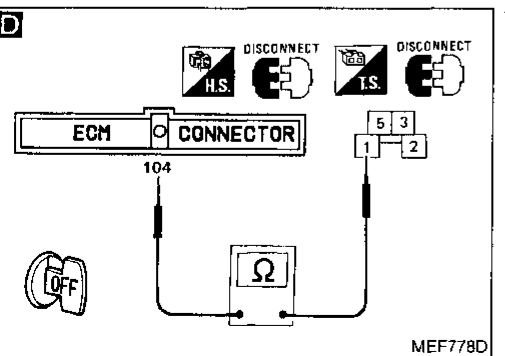 D
DISCONNECT
DISCONNECT
H.S.
T.S.
ECM CONNECTOR
5 3
1 2
104
Ω
OFF
MEF778D